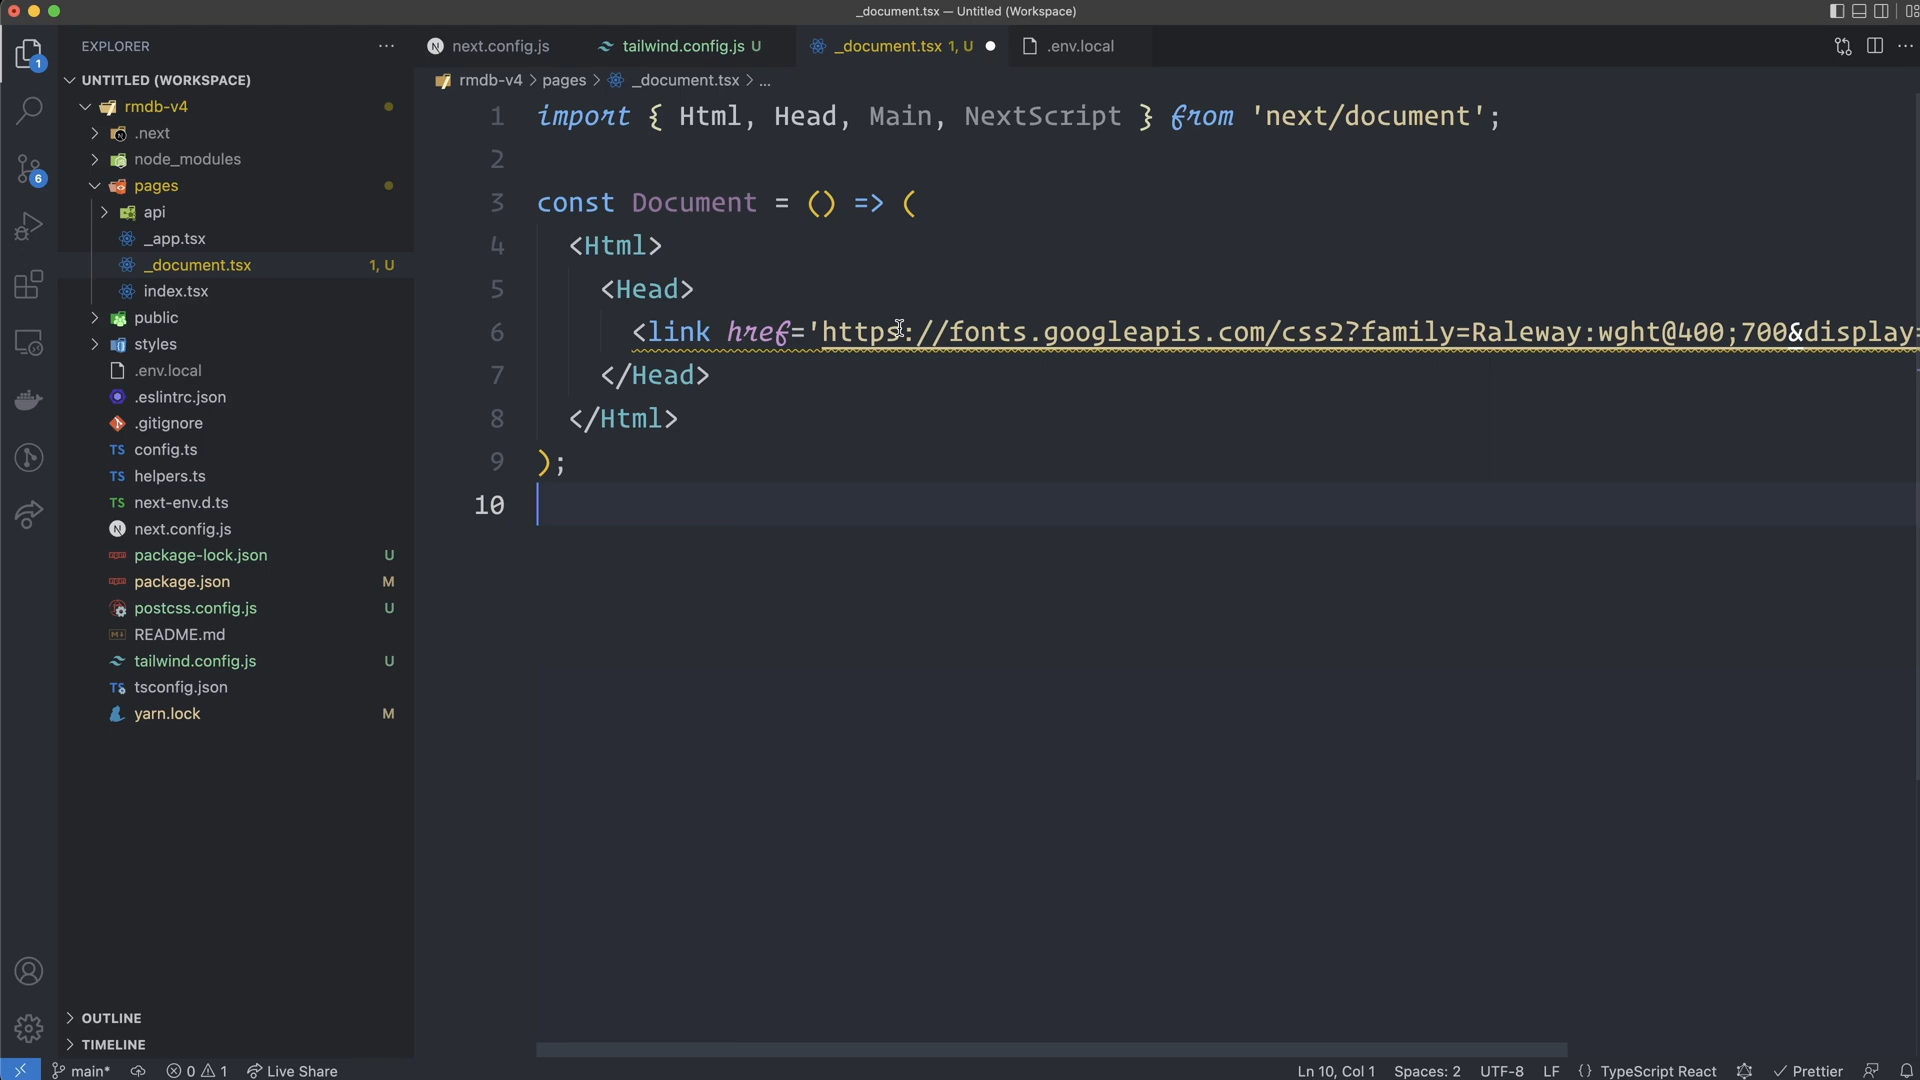 _document.tsx — Untitled (Workspace)
EXPLORER
next.config.js
tailwind.config.js U
_document.tsx 1, U
.env.local
UNTITLED (WORKSPACE)
rmdb-v4 > pages > _document.tsx > ...
rmdb-v4
.next
node_modules
pages
api
_app.tsx
_document.tsx 1, U
index.tsx
public
styles
.env.local
.eslintrc.json
.gitignore
config.ts
helpers.ts
next-env.d.ts
next.config.js
package-lock.json U
package.json M
postcss.config.js U
README.md
tailwind.config.js U
tsconfig.json
yarn.lock M
OUTLINE
TIMELINE
1 import { Html, Head, Main, NextScript } from 'next/document';
2
3 const Document = () => (
4 <Html>
5 <Head>
6 <link href='https://fonts.googleapis.com/css2?family=Raleway:wght@400;700&display=
7 </Head>
8 </Html>
9 );
10
1
6
TS
TS
TS
TS
main* 0 1 Live Share
Ln 10, Col 1 Spaces: 2 UTF-8 LF {} TypeScript React Prettier